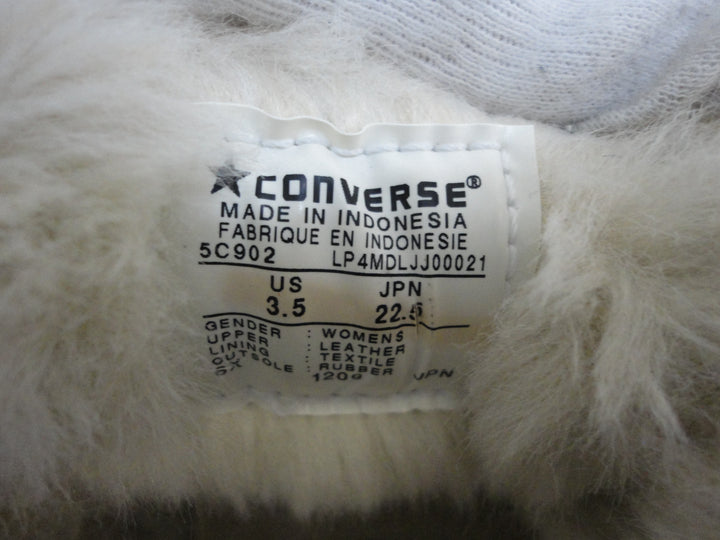 CONVERSE®
MADE IN INDONESIA
FABRIQUE EN INDONESIE
5C902 LP4MDLJJ00021
US JPN
3.5 22.5
GENDER : WOMENS
UPPER : LEATHER
LINING : TEXTILE
OUTSOLE : RUBBER
JPN